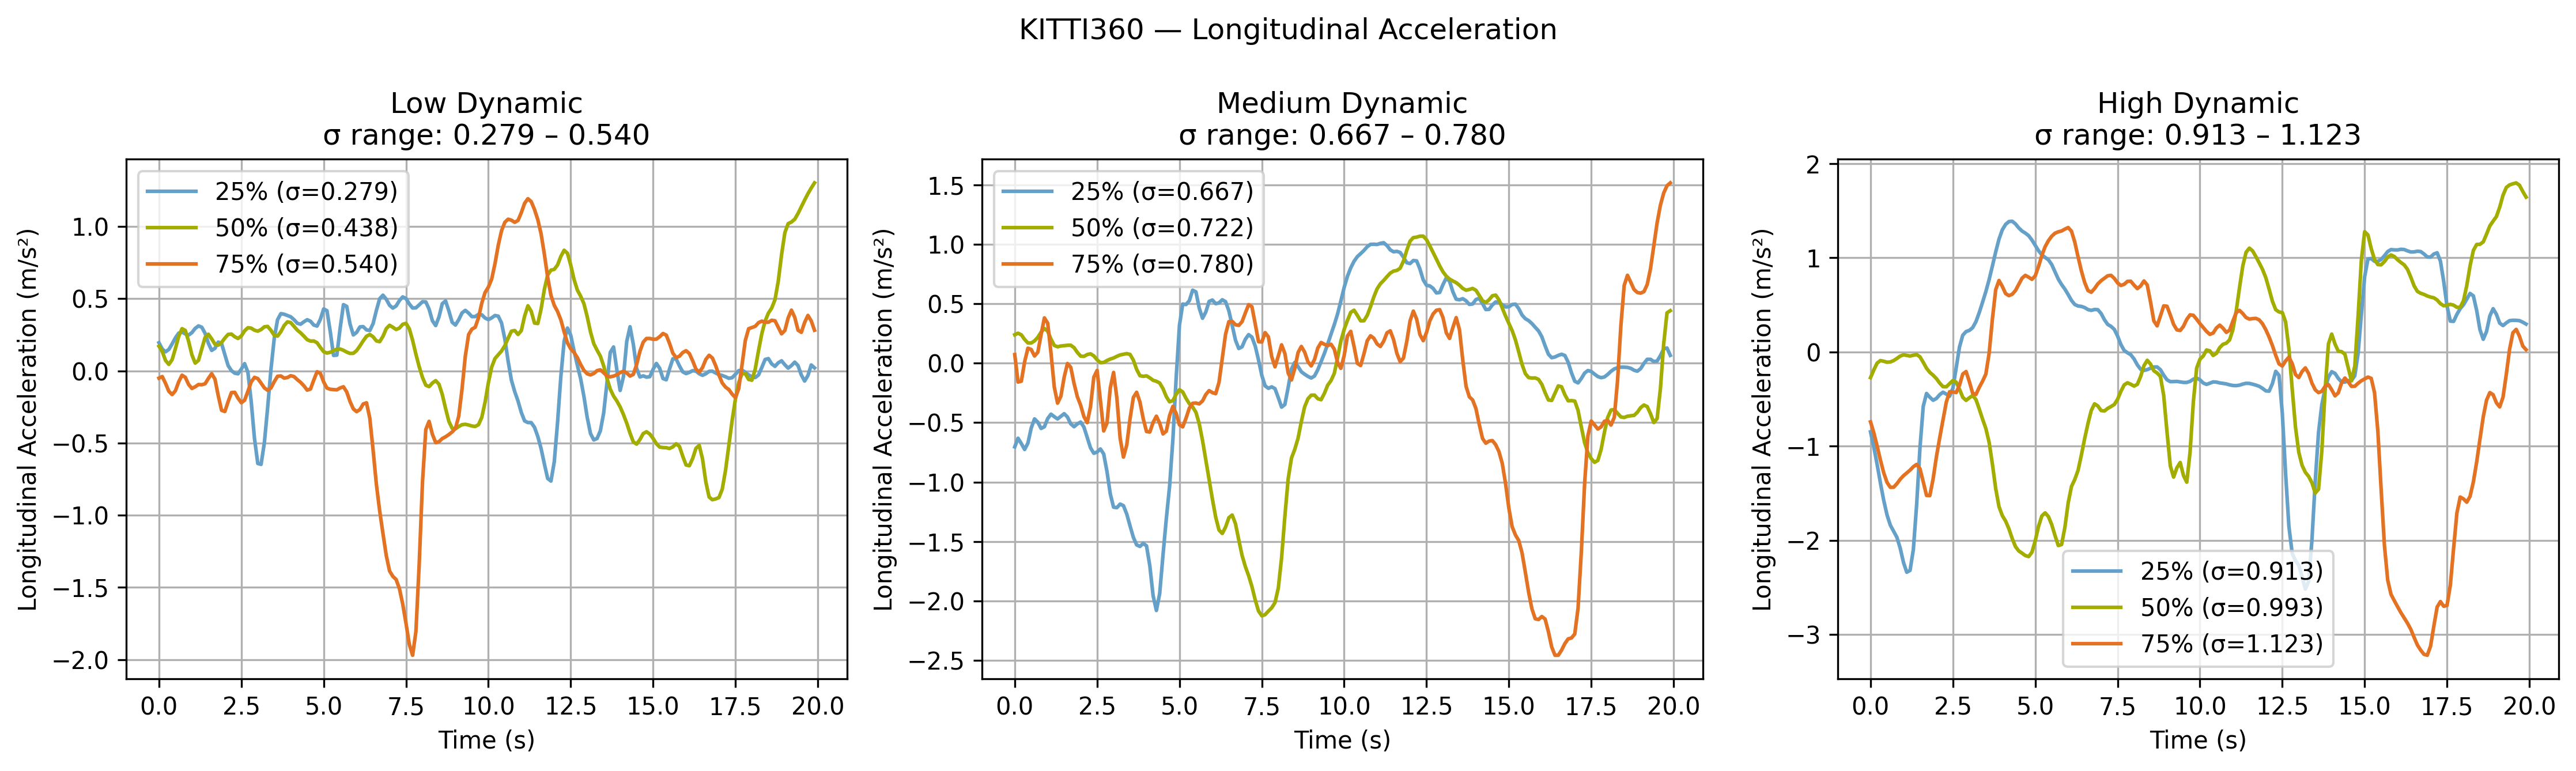 KITTI360 — Longitudinal Acceleration
Low Dynamic
σ range: 0.279 – 0.540
Longitudinal Acceleration (m/s²)
1.0
0.5
0.0
−0.5
−1.0
−1.5
−2.0
25% (σ=0.279)
50% (σ=0.438)
75% (σ=0.540)
0.0 2.5 5.0 7.5 10.0 12.5 15.0 17.5 20.0
Time (s)
Medium Dynamic
σ range: 0.667 – 0.780
Longitudinal Acceleration (m/s²)
1.5
1.0
0.5
0.0
−0.5
−1.0
−1.5
−2.0
−2.5
25% (σ=0.667)
50% (σ=0.722)
75% (σ=0.780)
0.0 2.5 5.0 7.5 10.0 12.5 15.0 17.5 20.0
Time (s)
High Dynamic
σ range: 0.913 – 1.123
Longitudinal Acceleration (m/s²)
2
1
0
−1
−2
−3
25% (σ=0.913)
50% (σ=0.993)
75% (σ=1.123)
0.0 2.5 5.0 7.5 10.0 12.5 15.0 17.5 20.0
Time (s)